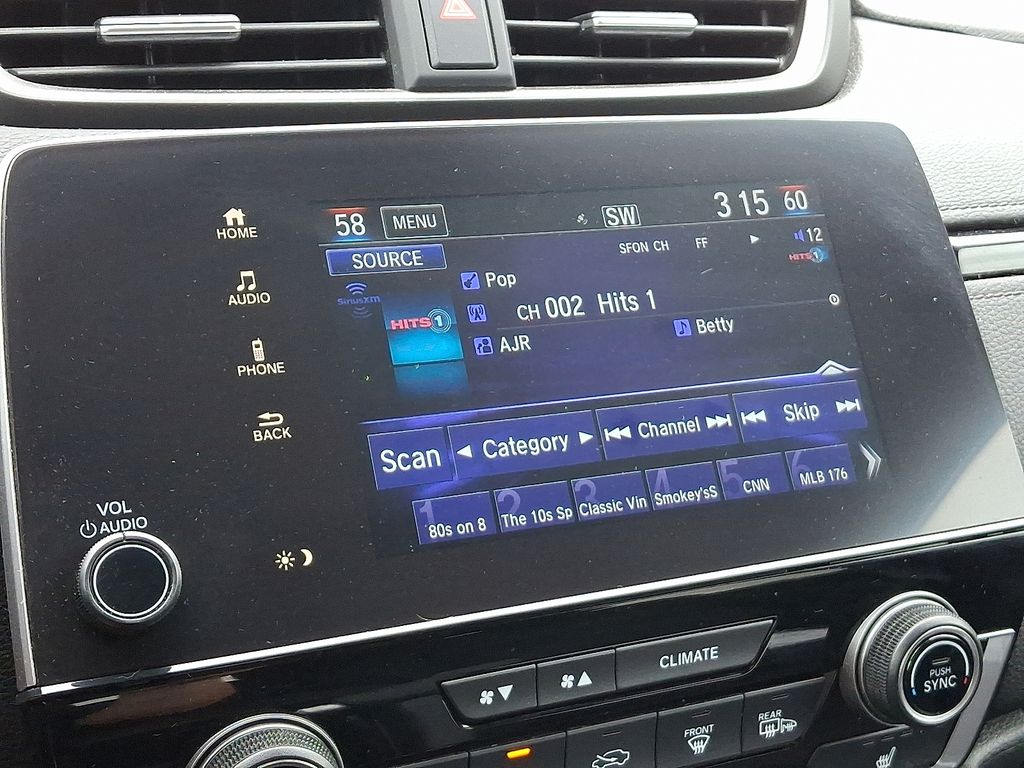 HOME
AUDIO
PHONE
BACK
VOL
AUDIO
58
MENU
SW
3 15
60
SOURCE
SFON CH
FF
12
HITS 1
SiriusXm
HITS 1
Pop
CH 002 Hits 1
AJR
Betty
Scan
Category
Channel
Skip
1
80s on 8
2
The 10s Sp
3
Classic Vin
4
Smokey'sS
5
CNN
6
MLB 176
CLIMATE
PUSH
SYNC
FRONT
REAR